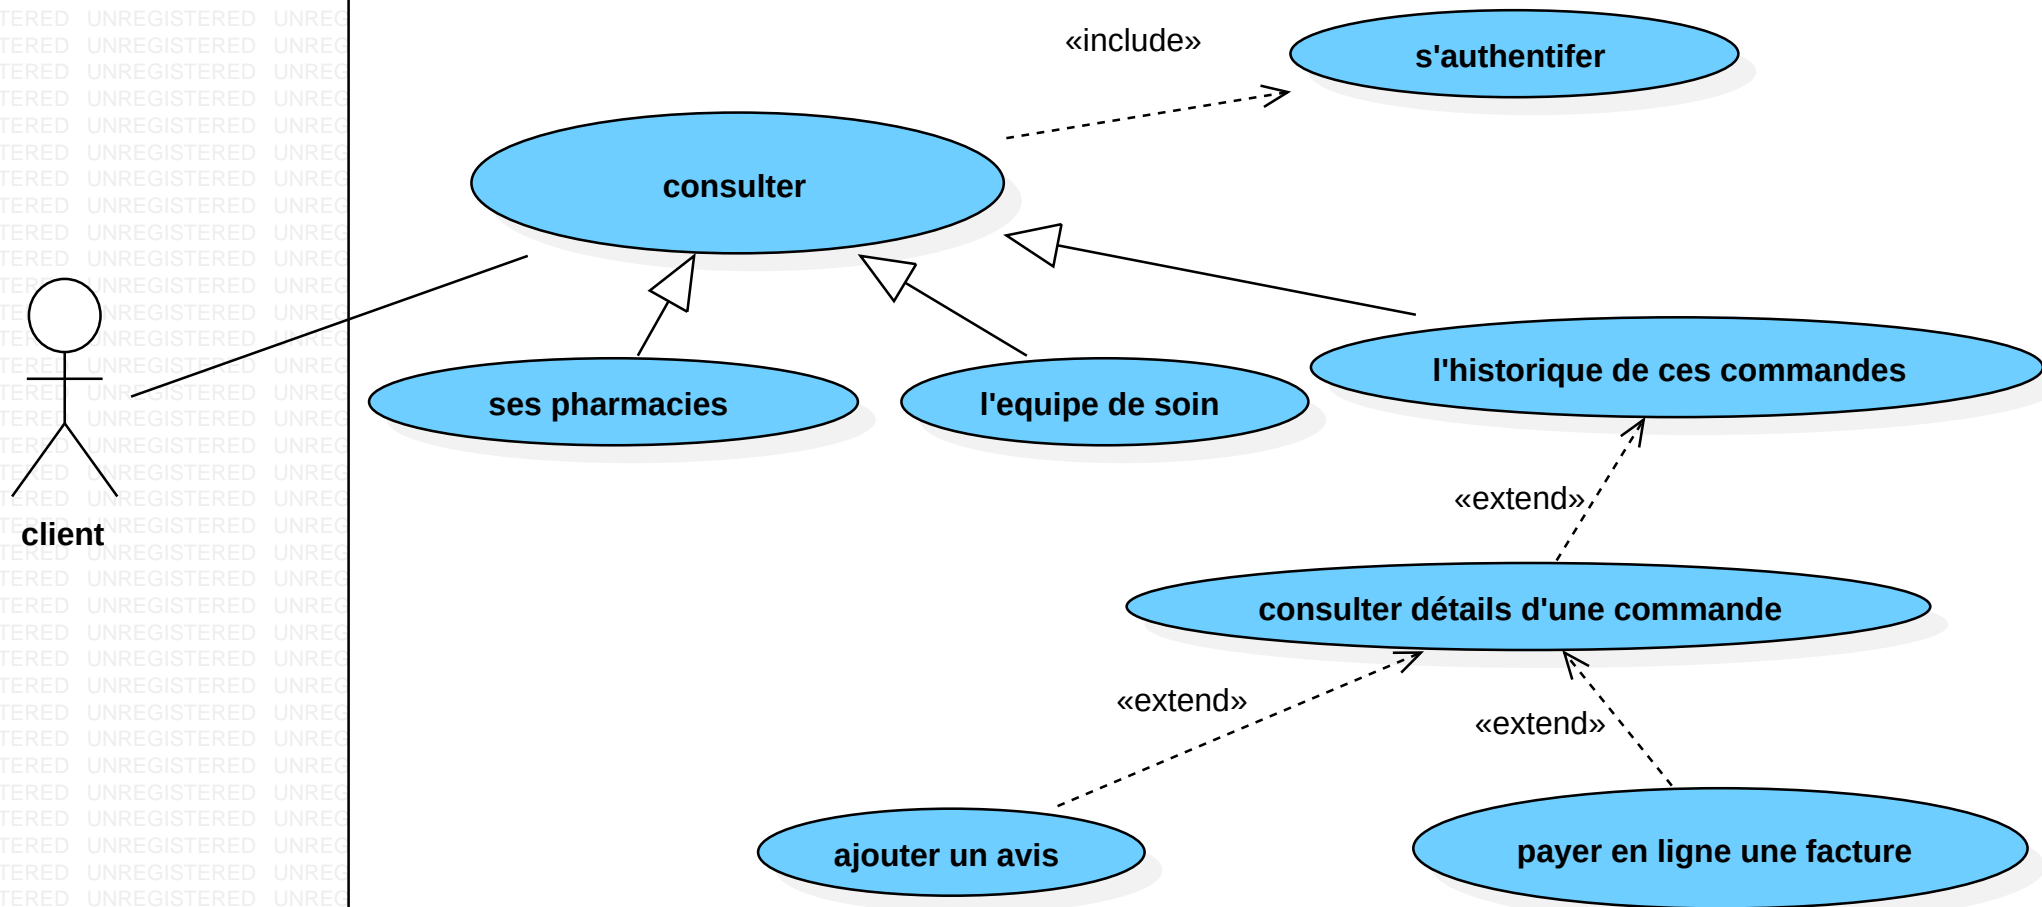 «include»
s'authentifer
consulter
ses pharmacies
l'equipe de soin
l'historique de ces commandes
«extend»
client
consulter détails d'une commande
«extend»
«extend»
ajouter un avis
payer en ligne une facture
UNREGISTERED